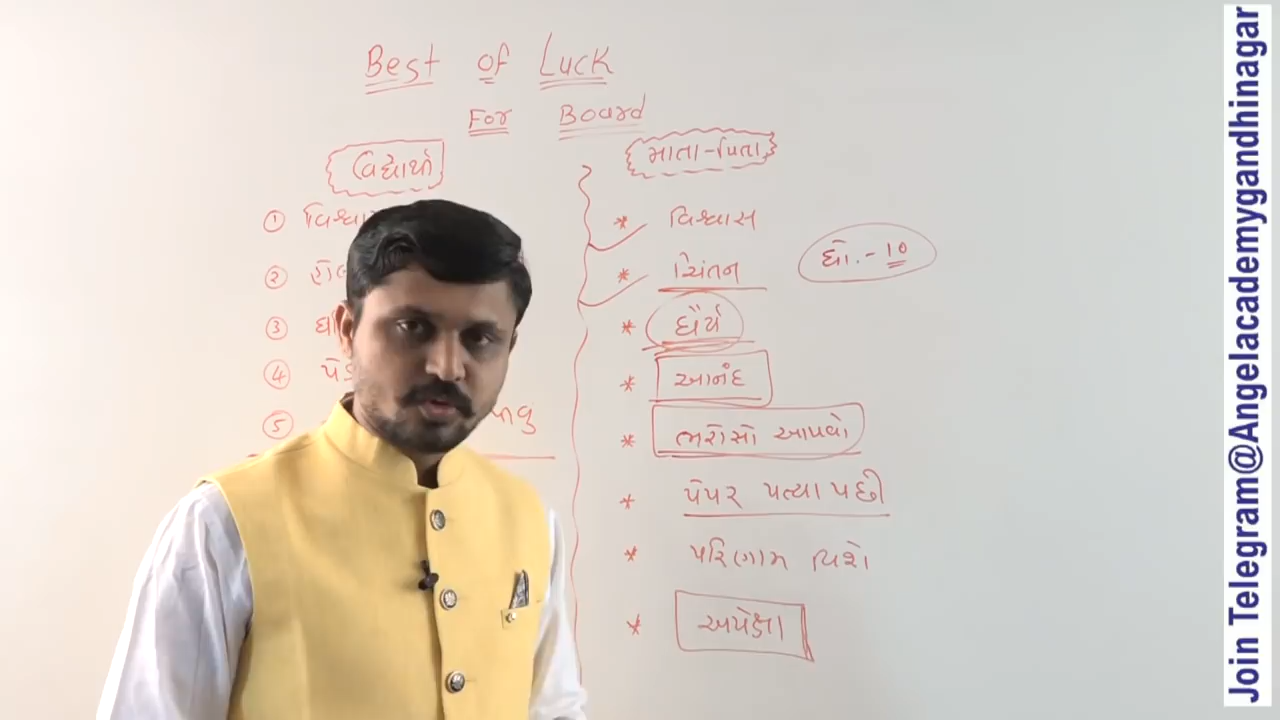 Best of Luck
For Board
વિદ્યાર્થી
માતા-પિતા
①
② 
③
④
⑤
* વિશ્વાસ
* ચિંતન
ધો.-10
* ધૈર્ય
* આનંદ
* ભરોસો આપવો
* પેપર પત્યા પછી
* પરિણામ વિશે
* અપેક્ષા
Join Telegram@Angelacademygandhinagar